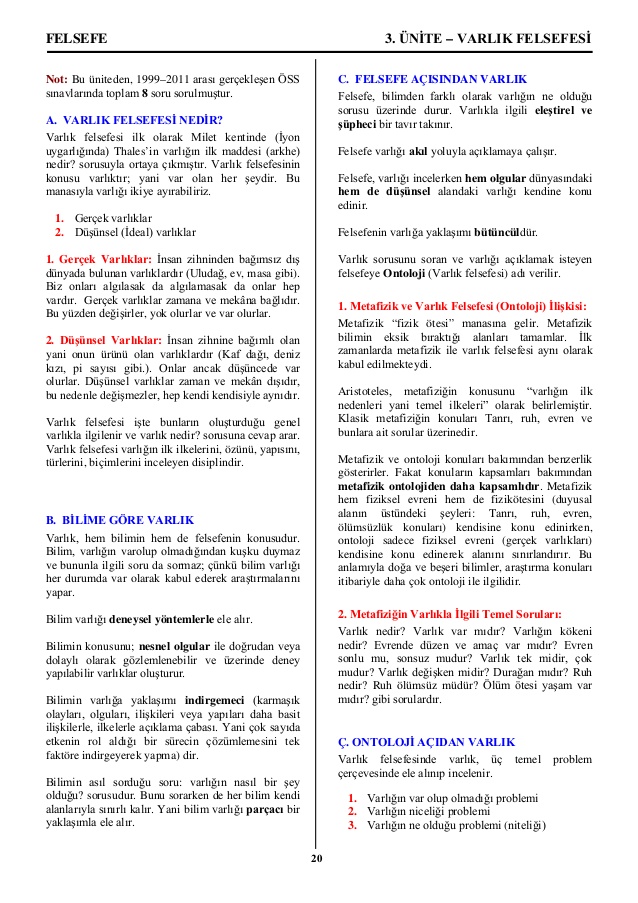 FELSEFE
3. ÜNİTE – VARLIK FELSEFESİ
Not: Bu üniteden, 1999–2011 arası gerçekleşen ÖSS
sınavlarında toplam 8 soru sorulmuştur.
A. VARLIK FELSEFESİ NEDİR?
Varlık felsefesi ilk olarak Milet kentinde (İyon
uygarlığında) Thales’in varlığın ilk maddesi (arkhe)
nedir? sorusuyla ortaya çıkmıştır. Varlık felsefesinin
konusu varlıktır; yani var olan her şeydir. Bu
manasıyla varlığı ikiye ayırabiliriz.
1. Gerçek varlıklar
2. Düşünsel (İdeal) varlıklar
1. Gerçek Varlıklar: İnsan zihninden bağımsız dış
dünyada bulunan varlıklardır (Uludağ, ev, masa gibi).
Biz onları algılasak da algılamasak da onlar hep
vardır. Gerçek varlıklar zamana ve mekâna bağlıdır.
Bu yüzden değişirler, yok olurlar ve var olurlar.
2. Düşünsel Varlıklar: İnsan zihnine bağımlı olan
yani onun ürünü olan varlıklardır (Kaf dağı, deniz
kızı, pi sayısı gibi.). Onlar ancak düşüncede var
olurlar. Düşünsel varlıklar zaman ve mekân dışıdır,
bu nedenle değişmezler, hep kendi kendisiyle aynıdır.
Varlık felsefesi işte bunların oluşturduğu genel
varlıkla ilgilenir ve varlık nedir? sorusuna cevap arar.
Varlık felsefesi varlığın ilk ilkelerini, özünü, yapısını,
türlerini, biçimlerini inceleyen disiplindir.
B. BİLİME GÖRE VARLIK
Varlık, hem bilimin hem de felsefenin konusudur.
Bilim, varlığın varolup olmadığından kuşku duymaz
ve bununla ilgili soru da sormaz; çünkü bilim varlığı
her durumda var olarak kabul ederek araştırmalarını
yapar.
Bilim varlığı deneysel yöntemlerle ele alır.
Bilimin konusunu; nesnel olgular ile doğrudan veya
dolaylı olarak gözlemlenebilir ve üzerinde deney
yapılabilir varlıklar oluşturur.
Bilimin varlığa yaklaşımı indirgemeci (karmaşık
olayları, olguları, ilişkileri veya yapıları daha basit
ilişkilerle, ilkelerle açıklama çabası. Yani çok sayıda
etkenin rol aldığı bir sürecin çözümlemesini tek
faktöre indirgeyerek yapma) dir.
Bilimin asıl sorduğu soru: varlığın nasıl bir şey
olduğu? sorusudur. Bunu sorarken de her bilim kendi
alanlarıyla sınırlı kalır. Yani bilim varlığı parçacı bir
yaklaşımla ele alır.
C. FELSEFE AÇISINDAN VARLIK
Felsefe, bilimden farklı olarak varlığın ne olduğu
sorusu üzerinde durur. Varlıkla ilgili eleştirel ve
şüpheci bir tavır takınır.
Felsefe varlığı akıl yoluyla açıklamaya çalışır.
Felsefe, varlığı incelerken hem olgular dünyasındaki
hem de düşünsel alandaki varlığı kendine konu
edinir.
Felsefenin varlığa yaklaşımı bütüncüldür.
Varlık sorusunu soran ve varlığı açıklamak isteyen
felsefeye Ontoloji (Varlık felsefesi) adı verilir.
1. Metafizik ve Varlık Felsefesi (Ontoloji) İlişkisi:
Metafizik “fizik ötesi” manasına gelir. Metafizik
bilimin eksik bıraktığı alanları tamamlar. İlk
zamanlarda metafizik ile varlık felsefesi aynı olarak
kabul edilmekteydi.
Aristoteles, metafiziğin konusunu “varlığın ilk
nedenleri yani temel ilkeleri” olarak belirlemiştir.
Klasik metafiziğin konuları Tanrı, ruh, evren ve
bunlara ait sorular üzerinedir.
Metafizik ve ontoloji konuları bakımından benzerlik
gösterirler. Fakat konuların kapsamları bakımından
metafizik ontolojiden daha kapsamlıdır. Metafizik
hem fiziksel evreni hem de fizikötesini (duyusal
alanın üstündeki şeyleri: Tanrı, ruh, evren,
ölümsüzlük konuları) kendisine konu edinirken,
ontoloji sadece fiziksel evreni (gerçek varlıkları)
kendisine konu edinerek alanını sınırlandırır. Bu
anlamıyla doğa ve beşeri bilimler, araştırma konuları
itibariyle daha çok ontoloji ile ilgilidir.
2. Metafiziğin Varlıkla İlgili Temel Soruları:
Varlık nedir? Varlık var mıdır? Varlığın kökeni
nedir? Evrende düzen ve amaç var mıdır? Evren
sonlu mu, sonsuz mudur? Varlık tek midir, çok
mudur? Varlık değişken midir? Durağan mıdır? Ruh
nedir? Ruh ölümsüz müdür? Ölüm ötesi yaşam var
mıdır? gibi sorulardır.
Ç. ONTOLOJİ AÇIDAN VARLIK
Varlık felsefesinde varlık, üç temel problem
çerçevesinde ele alınıp incelenir.
1. Varlığın var olup olmadığı problemi
2. Varlığın niceliği problemi
3. Varlığın ne olduğu problemi (niteliği)
20